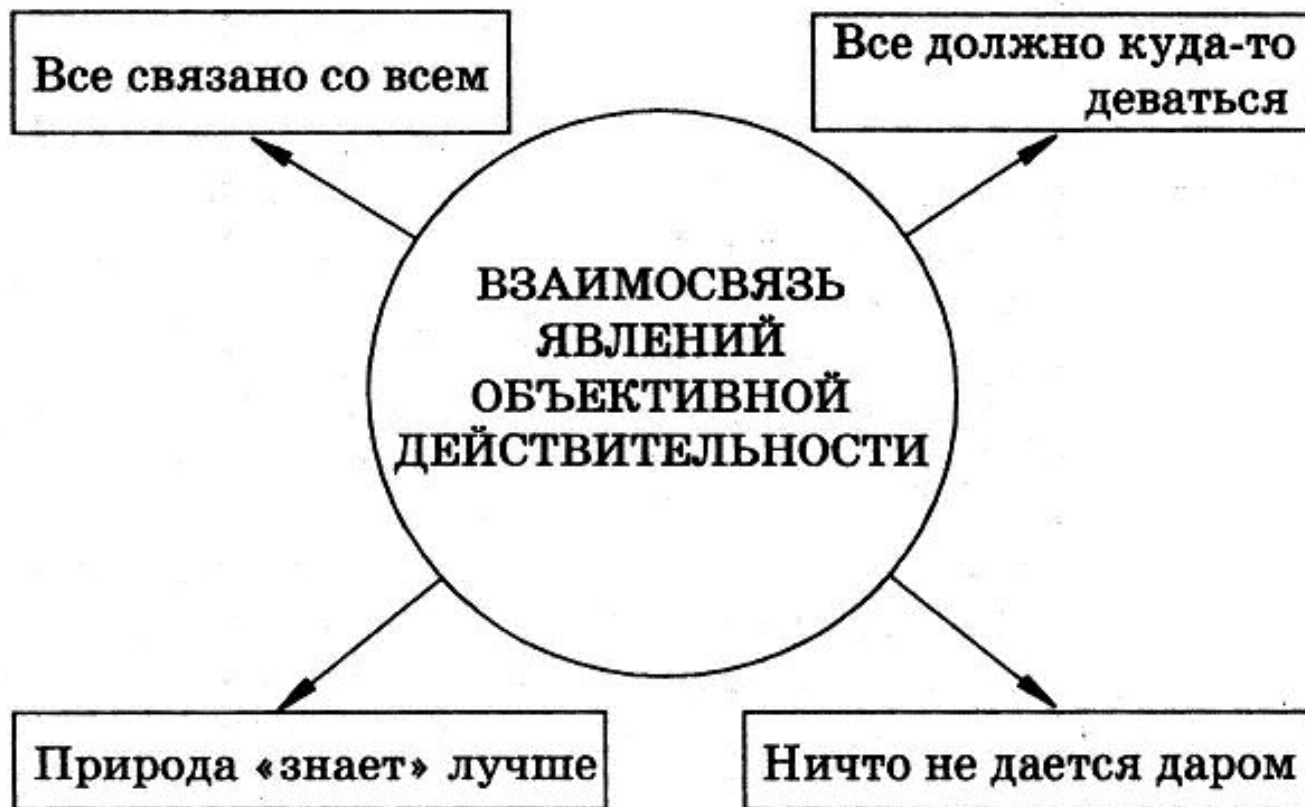 Все связано со всем
Все должно куда-то
деваться
ВЗАИМОСВЯЗЬ
ЯВЛЕНИЙ
ОБЪЕКТИВНОЙ
ДЕЙСТВИТЕЛЬНОСТИ
Природа «знает» лучше
Ничто не дается даром